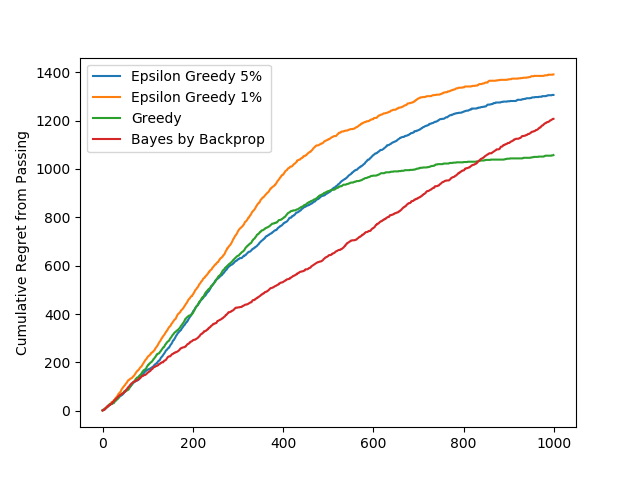 Epsilon Greedy 5%
Epsilon Greedy 1%
Greedy
Bayes by Backprop
Cumulative Regret from Passing
1400
1200
1000
800
600
400
200
0
0 200 400 600 800 1000